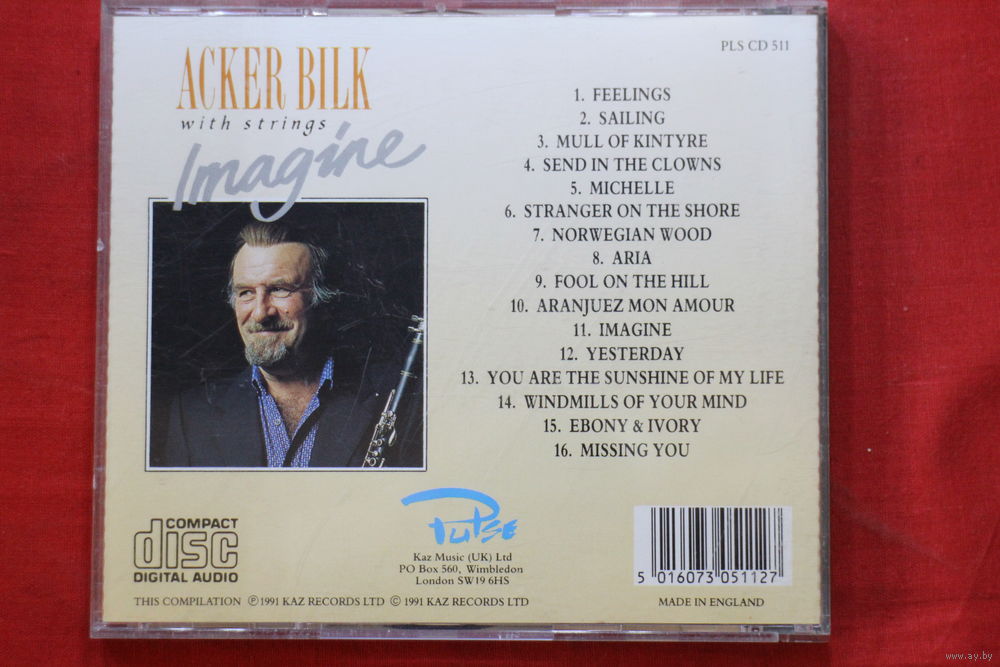 ACKER BILK
with strings
Imagine
PLS CD 511
1. FEELINGS
2. SAILING
3. MULL OF KINTYRE
4. SEND IN THE CLOWNS
5. MICHELLE
6. STRANGER ON THE SHORE
7. NORWEGIAN WOOD
8. ARIA
9. FOOL ON THE HILL
10. ARANJUEZ MON AMOUR
11. IMAGINE
12. YESTERDAY
13. YOU ARE THE SUNSHINE OF MY LIFE
14. WINDMILLS OF YOUR MIND
15. EBONY & IVORY
16. MISSING YOU
COMPACT
disc
DIGITAL AUDIO
PULSE
Kaz Music (UK) Ltd
PO Box 560, Wimbledon
London SW19 6HS
5 016073 051127
THIS COMPILATION ℗ 1991 KAZ RECORDS LTD © 1991 KAZ RECORDS LTD
MADE IN ENGLAND
www.ay.by